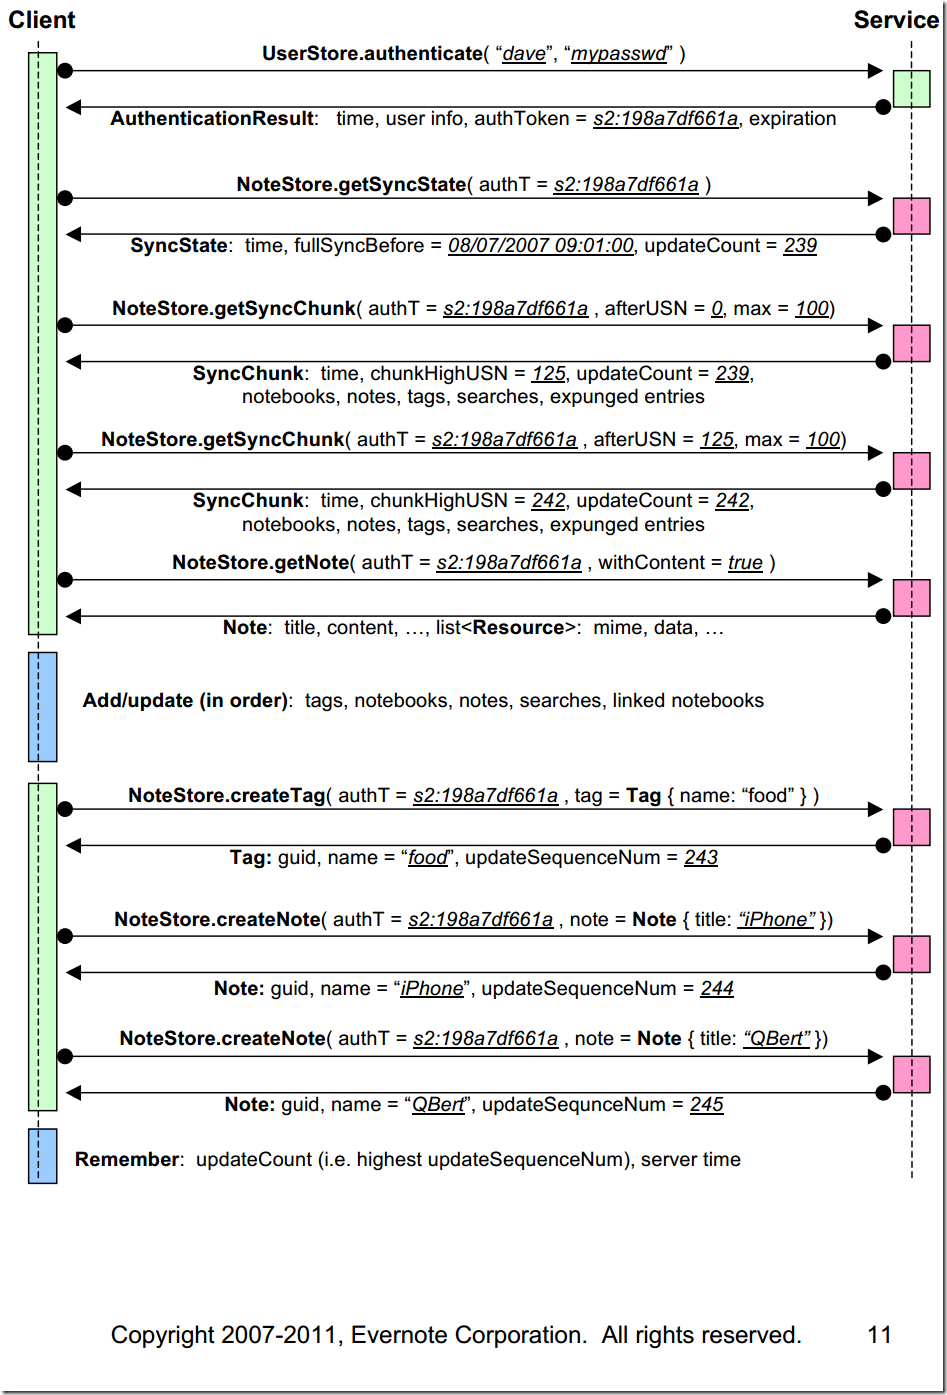 Client
Service
UserStore.authenticate( “dave”, “mypasswd” )
AuthenticationResult: time, user info, authToken = s2:198a7df661a, expiration
NoteStore.getSyncState( authT = s2:198a7df661a )
SyncState: time, fullSyncBefore = 08/07/2007 09:01:00, updateCount = 239
NoteStore.getSyncChunk( authT = s2:198a7df661a , afterUSN = 0, max = 100)
SyncChunk: time, chunkHighUSN = 125, updateCount = 239,
notebooks, notes, tags, searches, expunged entries
NoteStore.getSyncChunk( authT = s2:198a7df661a , afterUSN = 125, max = 100)
SyncChunk: time, chunkHighUSN = 242, updateCount = 242,
notebooks, notes, tags, searches, expunged entries
NoteStore.getNote( authT = s2:198a7df661a , withContent = true )
Note: title, content, …, list<Resource>: mime, data, …
Add/update (in order): tags, notebooks, notes, searches, linked notebooks
NoteStore.createTag( authT = s2:198a7df661a , tag = Tag { name: “food” } )
Tag: guid, name = “food”, updateSequenceNum = 243
NoteStore.createNote( authT = s2:198a7df661a , note = Note { title: “iPhone” })
Note: guid, name = “iPhone”, updateSequenceNum = 244
NoteStore.createNote( authT = s2:198a7df661a , note = Note { title: “QBert” })
Note: guid, name = “QBert”, updateSequnceNum = 245
Remember: updateCount (i.e. highest updateSequenceNum), server time
Copyright 2007-2011, Evernote Corporation. All rights reserved. 11